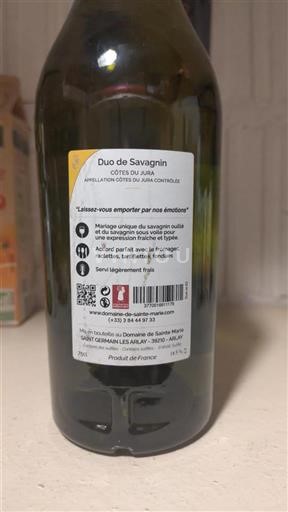 Duo de Savagnin
CÔTES DU JURA
APPELLATION CÔTES DU JURA CONTRÔLÉE
"Laissez-vous emporter par nos émotions"
Mariage unique du savagnin ouillé
et du savagnin sous voile pour
une expression fraîche et typée.
Accord parfait avec le fromage:
raclettes, tartiflettes, fondues
Servi légèrement frais
www.domaine-de-sainte-marie.com
(+33) 3 84 44 97 33
Mis en bouteille au Domaine de Sainte Marie
SAINT GERMAIN LES ARLAY - 39210 - ARLAY
75cl
Produit de France